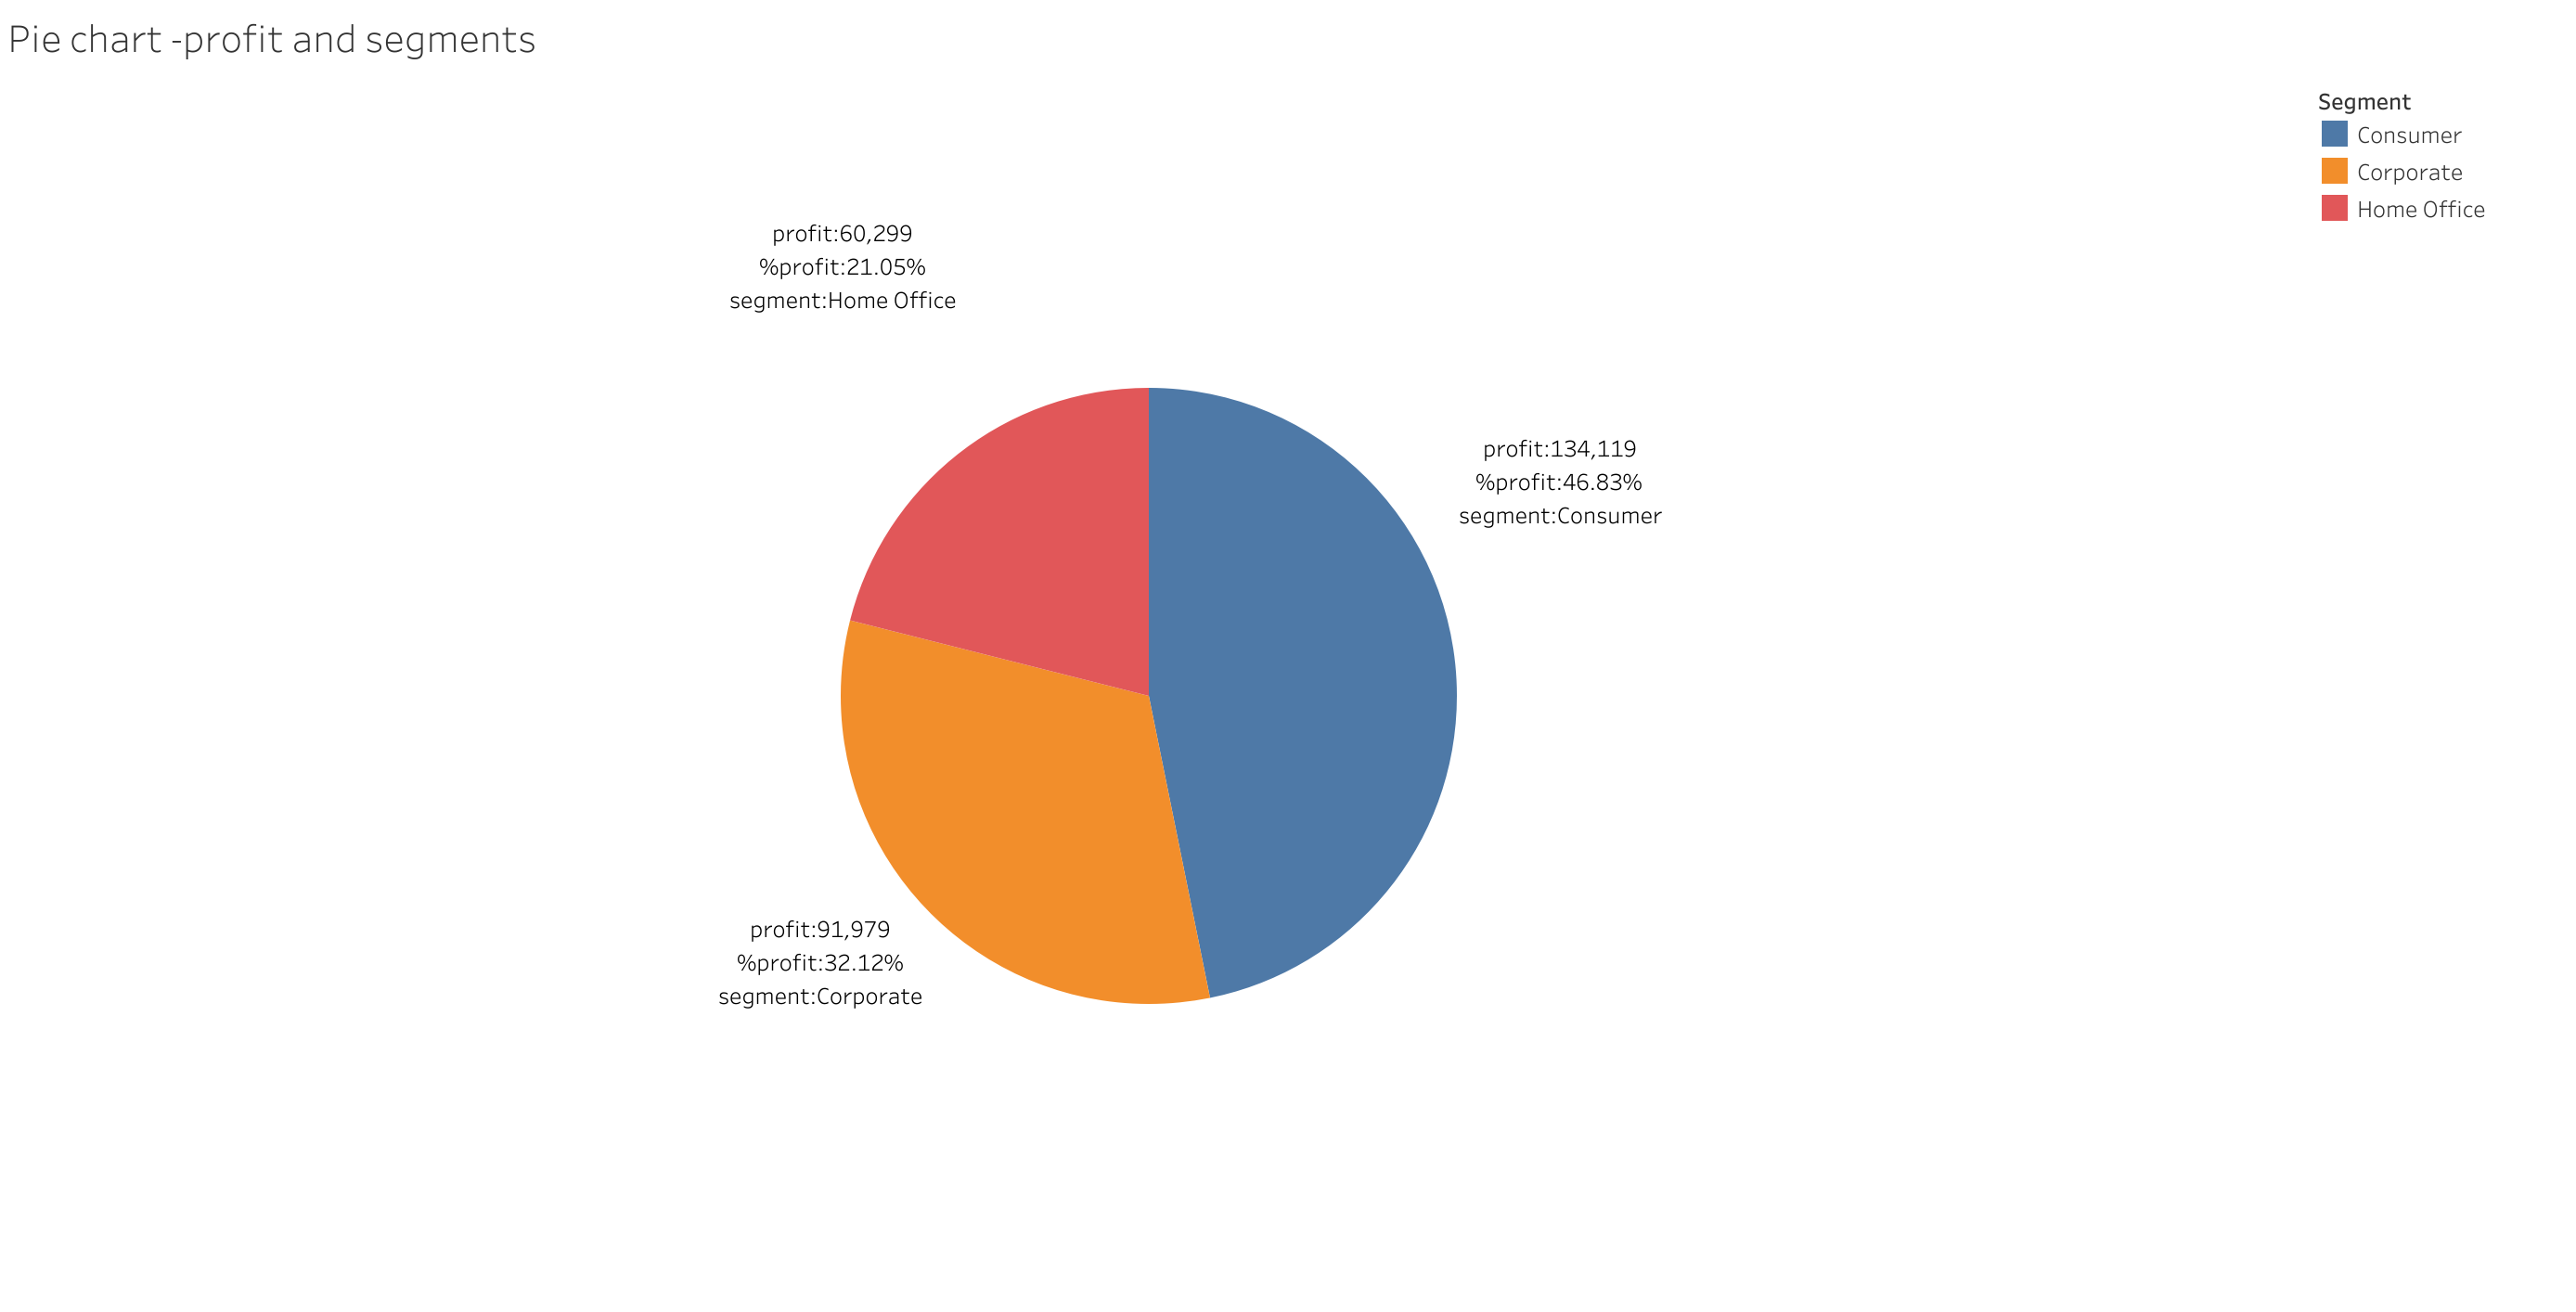 Pie chart -profit and segments
Segment
Consumer
Corporate
Home Office
profit:60,299
%profit:21.05%
segment:Home Office
profit:134,119
%profit:46.83%
segment:Consumer
profit:91,979
%profit:32.12%
segment:Corporate